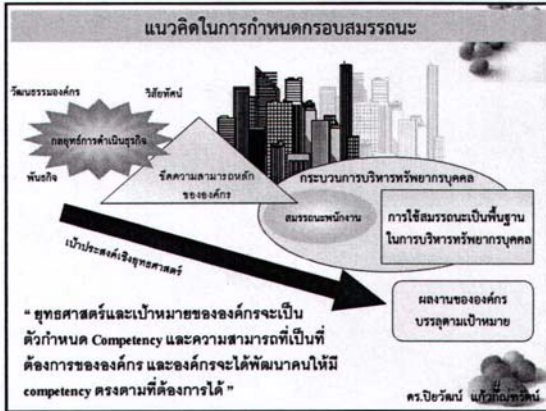 แนวคิดในการกำหนดกรอบสมรรถนะ
วัฒนธรรมองค์กร
วิสัยทัศน์
กลยุทธ์การดำเนินธุรกิจ
พันธกิจ
ขีดความสามารถหลัก
ขององค์กร
กระบวนการบริหารทรัพยากรบุคคล
สมรรถนะพนักงาน
การใช้สมรรถนะเป็นพื้นฐาน
ในการบริหารทรัพยากรบุคคล
เป้าประสงค์เชิงยุทธศาสตร์
ผลงานขององค์กร
บรรลุตามเป้าหมาย
“ ยุทธศาสตร์และเป้าหมายขององค์กรจะเป็น
ตัวกำหนด Competency และความสามารถที่เป็นที่
ต้องการขององค์กร และองค์กรจะได้พัฒนาคนให้มี
competency ตรงตามที่ต้องการได้ ”
ดร.ปิยวัฒน์